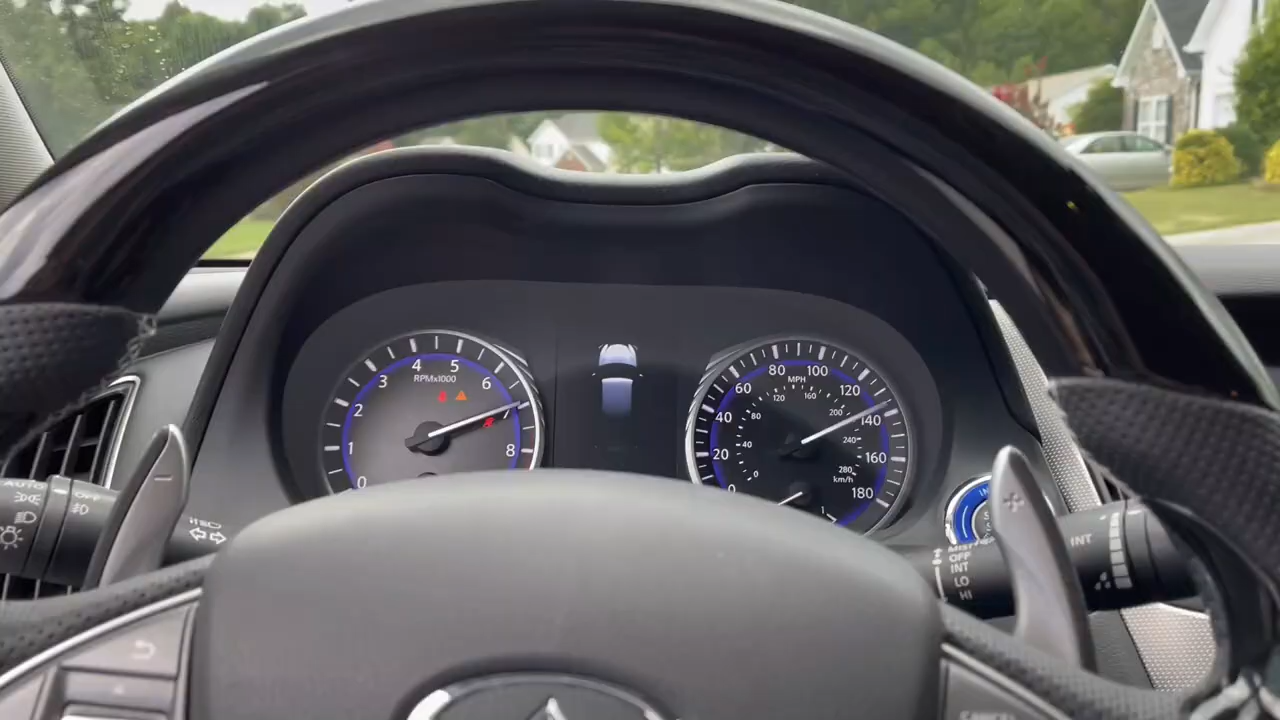 4 5
3 6
RPMx1000
2
1 8
0
80 100
60 MPH 120
120 160
40 80 200 140
20 40 240 160
0 280
km/h 180
AUTO OFF
MIST
OFF
INT
LO
HI
INT